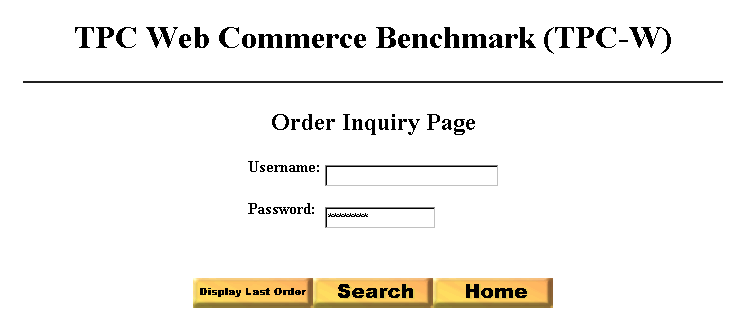 TPC Web Commerce Benchmark (TPC-W)
Order Inquiry Page
Username:
Password: *********
Display Last Order Search Home